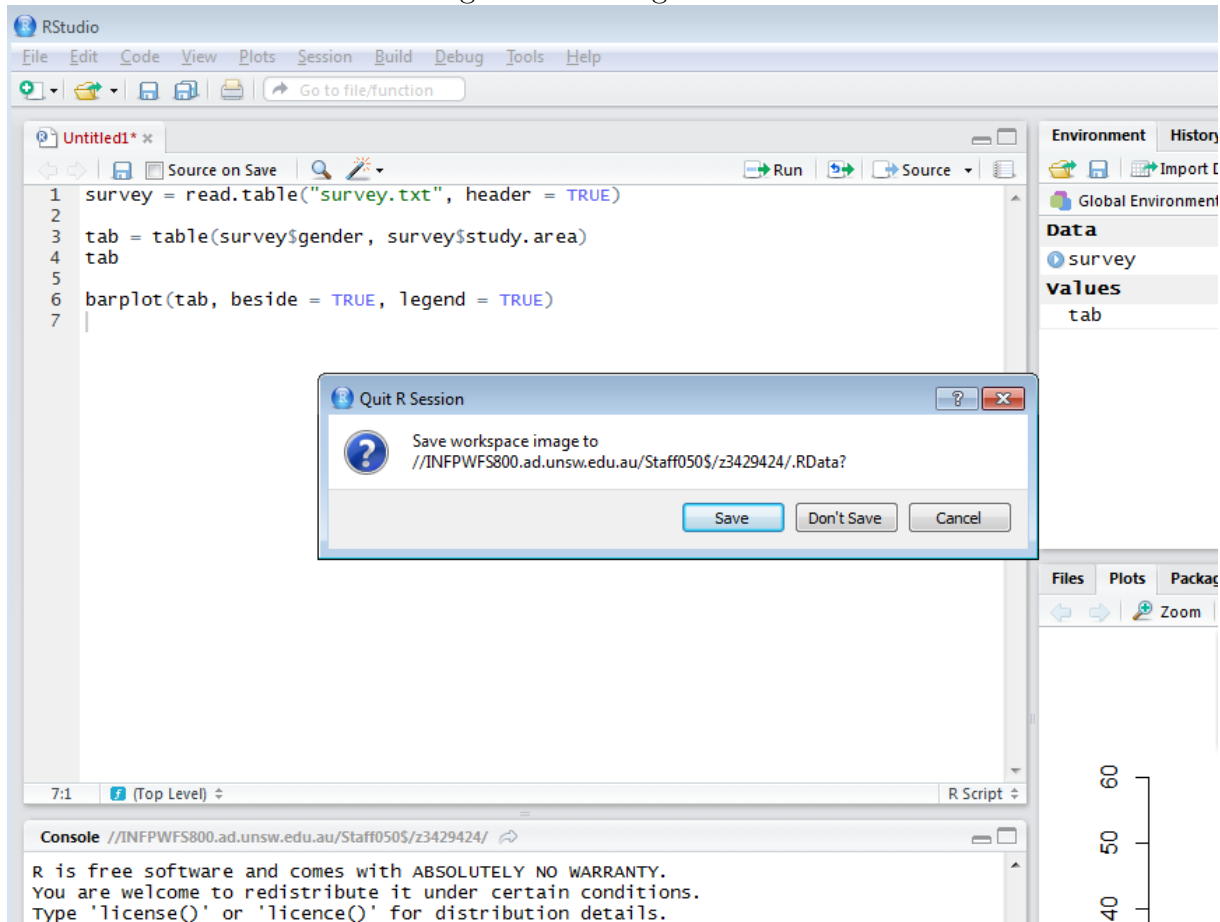 RStudio
File Edit Code View Plots Session Build Debug Tools Help
Go to file/function
Untitled1* ×
Source on Save
Run
Source
1 survey = read.table("survey.txt", header = TRUE)
2
3 tab = table(survey$gender, survey$study.area)
4 tab
5
6 barplot(tab, beside = TRUE, legend = TRUE)
7
Quit R Session
Save workspace image to
//INFPWFS800.ad.unsw.edu.au/Staff050$/z3429424/.RData?
Save Don't Save Cancel
7:1 (Top Level) R Script
Console //INFPWFS800.ad.unsw.edu.au/Staff050$/z3429424/
R is free software and comes with ABSOLUTELY NO WARRANTY.
You are welcome to redistribute it under certain conditions.
Type 'license()' or 'licence()' for distribution details.
Environment History
Import D
Global Environment
Data
survey
Values
tab
Files Plots Packag
Zoom
60
50
40